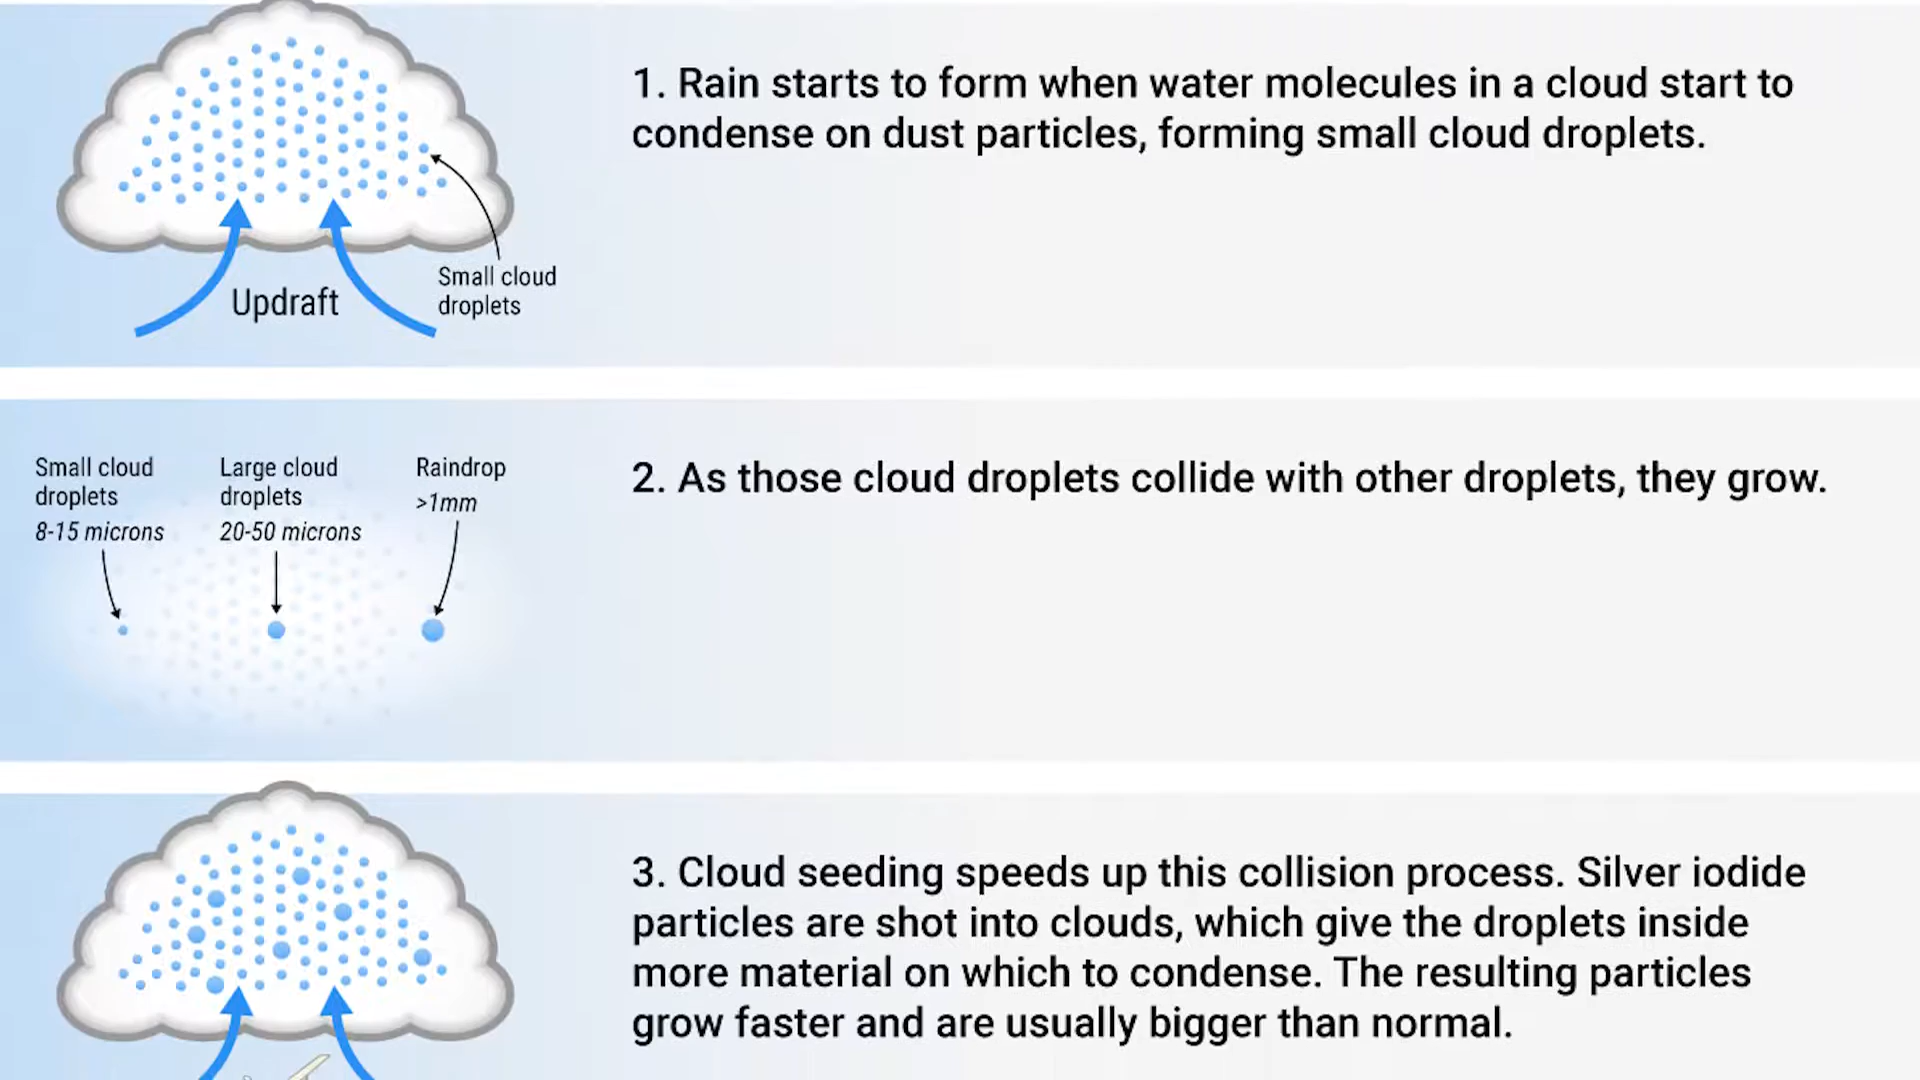 1. Rain starts to form when water molecules in a cloud start to
condense on dust particles, forming small cloud droplets.
Small cloud
droplets
Updraft
Small cloud
droplets
8-15 microns
Large cloud
droplets
20-50 microns
Raindrop
>1mm
2. As those cloud droplets collide with other droplets, they grow.
3. Cloud seeding speeds up this collision process. Silver iodide
particles are shot into clouds, which give the droplets inside
more material on which to condense. The resulting particles
grow faster and are usually bigger than normal.